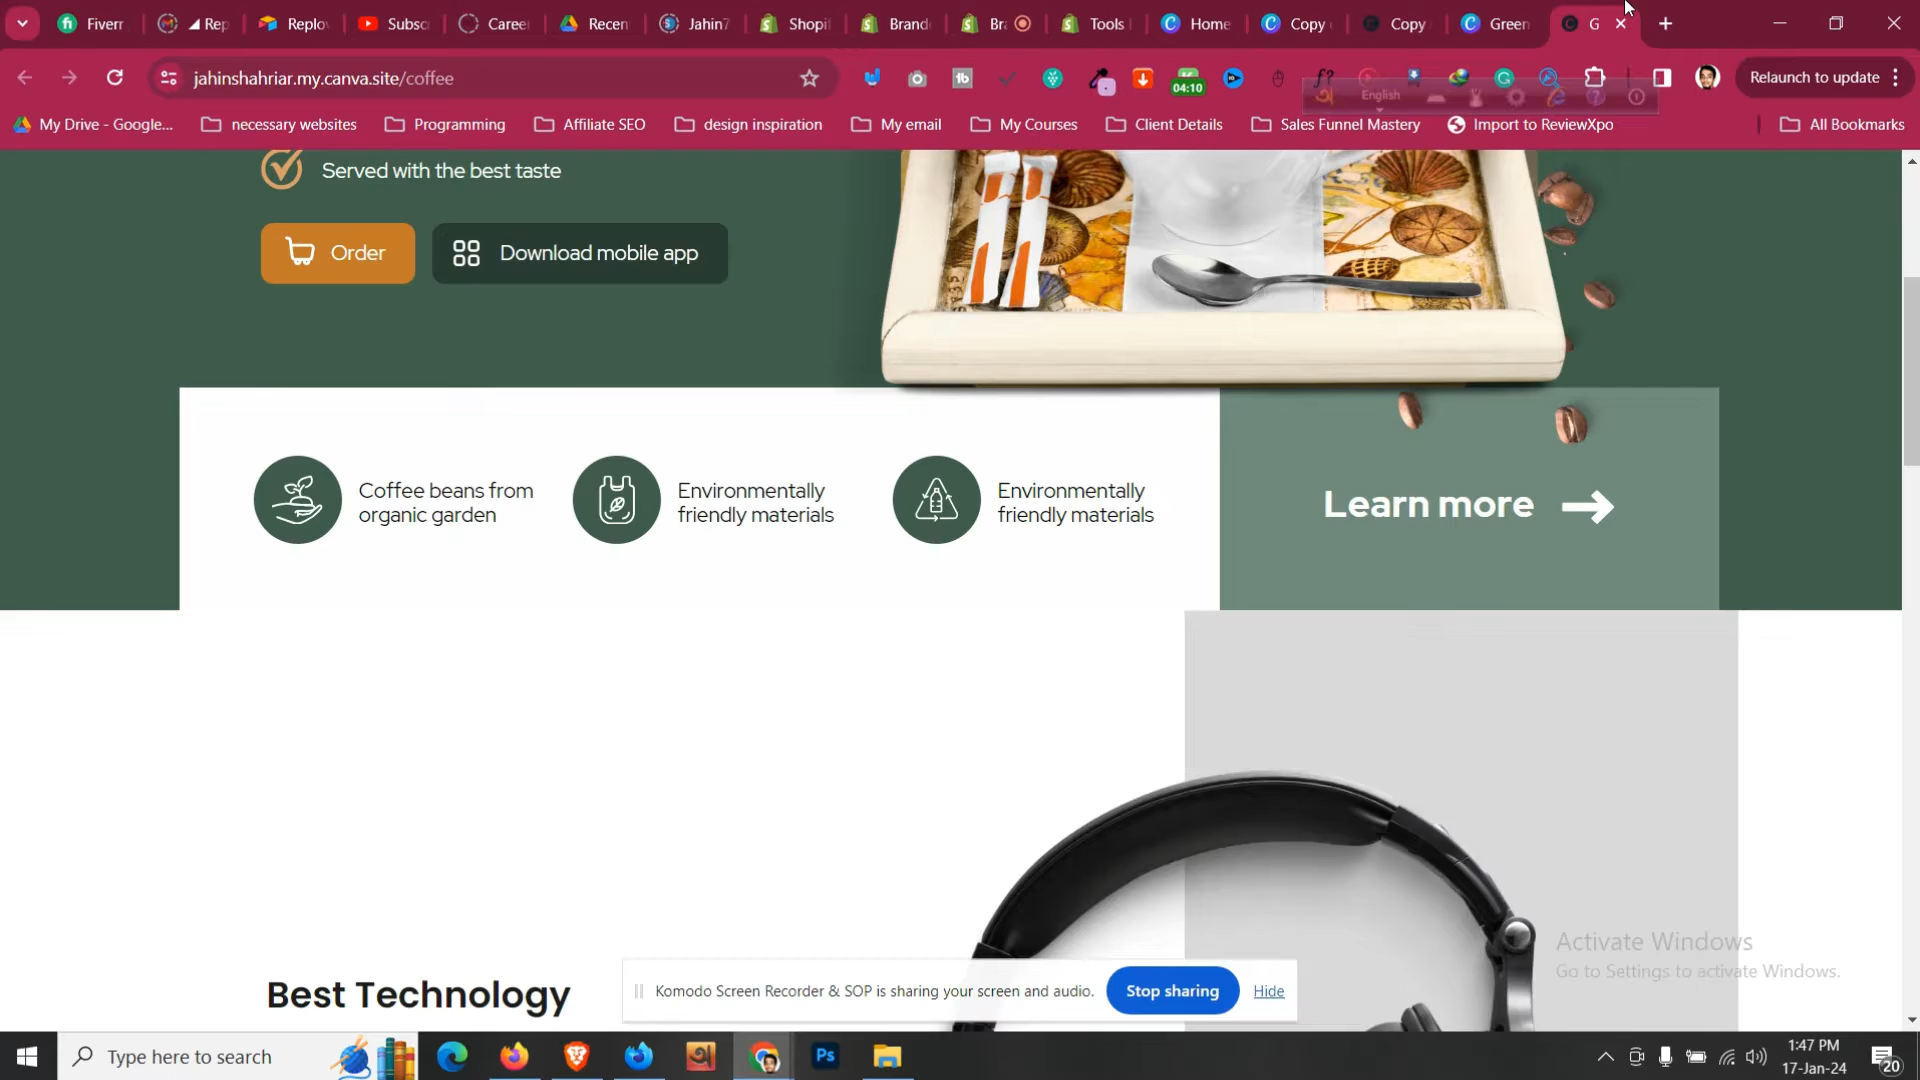 Fiverr
Rep
Replov
Subsc
Caree
Recen
Jahin7
Shopif
Brand
Bra
Tools
Home
Copy
Copy
Green
G
jahinshahriar.my.canva.site/coffee
04:10
Relaunch to update
English
My Drive - Google...
necessary websites
Programming
Affiliate SEO
design inspiration
My email
My Courses
Client Details
Sales Funnel Mastery
Import to ReviewXpo
All Bookmarks
Served with the best taste
Order
Download mobile app
Coffee beans from
organic garden
Environmentally
friendly materials
Environmentally
friendly materials
Learn more
Best Technology
Activate Windows
Go to Settings to activate Windows.
Komodo Screen Recorder & SOP is sharing your screen and audio.
Stop sharing
Hide
Type here to search
Ps
1:47 PM
17-Jan-24
20